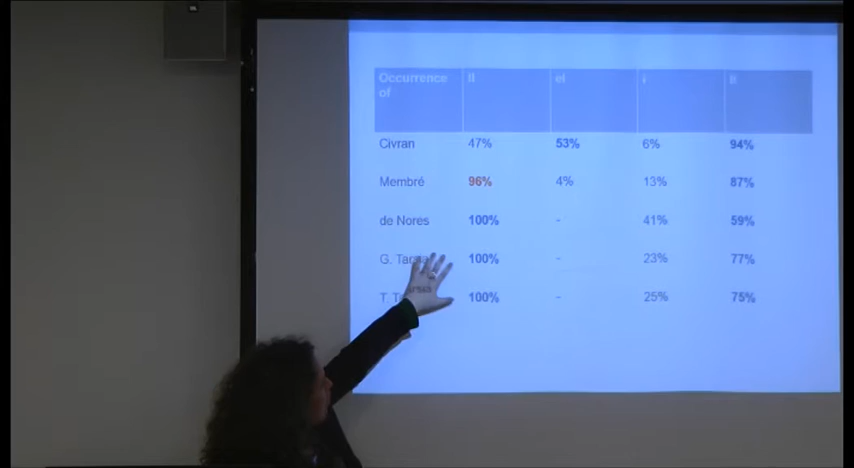 Occurrence Il el i li
of
Civran 47% 53% 6% 94%
Membré 96% 4% 13% 87%
de Nores 100% - 41% 59%
G. 100% - 23% 77%
T. 100% - 25% 75%